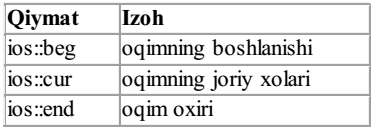 Qiymat Izoh
ios::beg oqimning boshlanishi
ios::cur oqimning joriy xolari
ios::end oqim oxiri